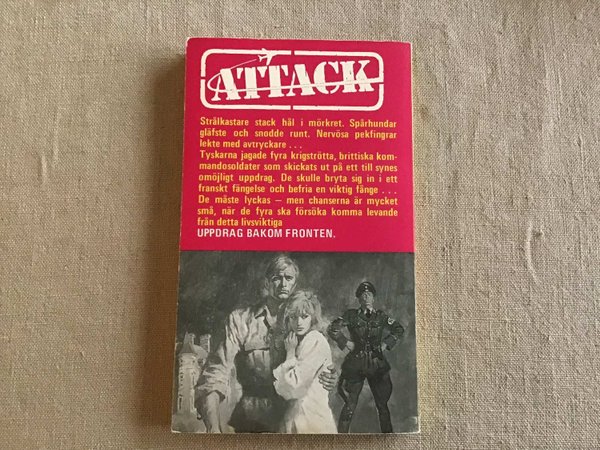 ATTACK
Strålkastare stack hål i mörkret. Spårhundar
gläfste och snodde runt. Nervösa pekfingrar
lekte med avtryckare . . .
Tyskarna jagade fyra krigströtta, brittiska kom-
mandosoldater som skickats ut på ett till synes
omöjligt uppdrag. De skulle bryta sig in i ett
franskt fängelse och befria en viktig fånge . . .
De måste lyckas – men chanserna är mycket
små, när de fyra ska försöka komma levande
från detta livsviktiga
UPPDRAG BAKOM FRONTEN.